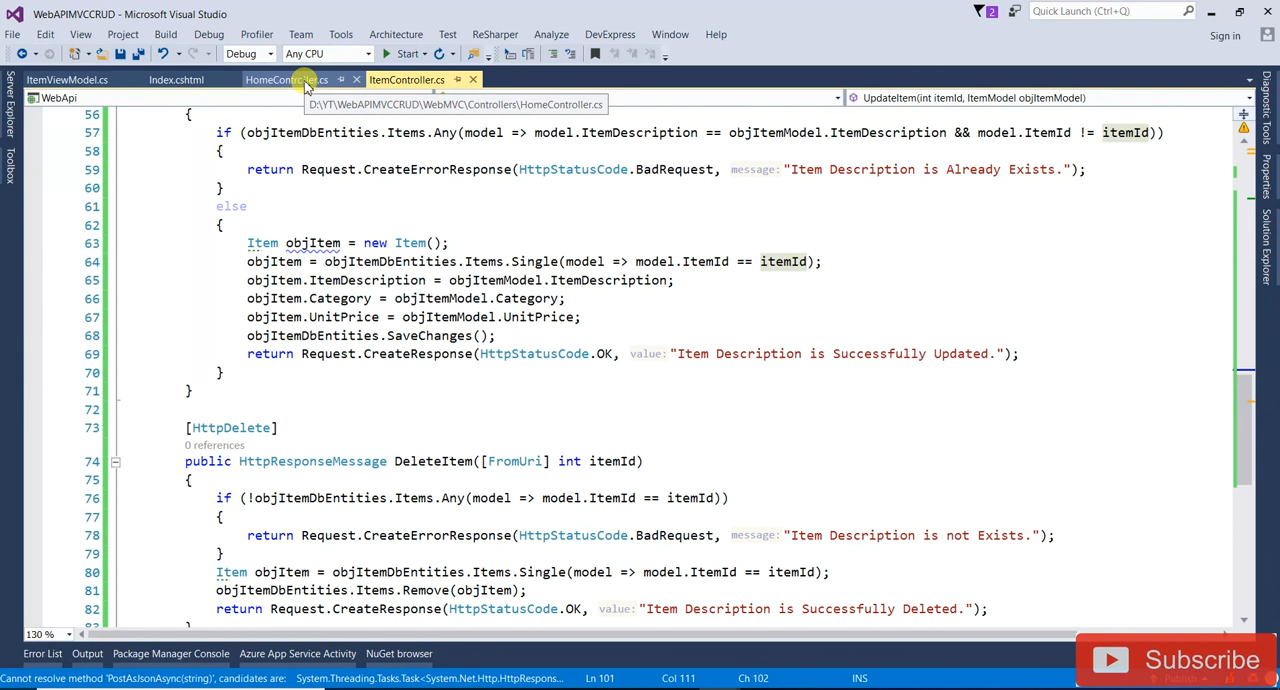 WebAPIMVCCRUD - Microsoft Visual Studio
2
Quick Launch (Ctrl+Q)
File Edit View Project Build Debug Profiler Team Tools Architecture Test ReSharper Analyze DevExpress Window Help
Sign in
Debug Any CPU Start
ItemViewModel.cs Index.cshtml HomeController.cs ItemController.cs
WebApi UpdateItem(int itemId, ItemModel objItemModel)
D:\YT\WebAPIMVCCRUD\WebMVC\Controllers\HomeController.cs
Server Explorer
Toolbox
Diagnostic Tools
Properties
Solution Explorer
56 {
57 if (objItemDbEntities.Items.Any(model => model.ItemDescription == objItemModel.ItemDescription && model.ItemId != itemId))
58 {
59 return Request.CreateErrorResponse(HttpStatusCode.BadRequest, message: "Item Description is Already Exists.");
60 }
61 else
62 {
63 Item objItem = new Item();
64 objItem = objItemDbEntities.Items.Single(model => model.ItemId == itemId);
65 objItem.ItemDescription = objItemModel.ItemDescription;
66 objItem.Category = objItemModel.Category;
67 objItem.UnitPrice = objItemModel.UnitPrice;
68 objItemDbEntities.SaveChanges();
69 return Request.CreateResponse(HttpStatusCode.OK, value: "Item Description is Successfully Updated.");
70 }
71 }
72
73 [HttpDelete]
0 references
74 public HttpResponseMessage DeleteItem([FromUri] int itemId)
75 {
76 if (!objItemDbEntities.Items.Any(model => model.ItemId == itemId))
77 {
78 return Request.CreateErrorResponse(HttpStatusCode.BadRequest, message: "Item Description is not Exists.");
79 }
80 Item objItem = objItemDbEntities.Items.Single(model => model.ItemId == itemId);
81 objItemDbEntities.Items.Remove(objItem);
82 return Request.CreateResponse(HttpStatusCode.OK, value: "Item Description is Successfully Deleted.");
130 %
Error List Output Package Manager Console Azure App Service Activity NuGet browser
Subscribe
Cannot resolve method 'PostAsJsonAsync(string)', candidates are: System.Threading.Tasks.Task<System.Net.Http.HttpRespons... Ln 101 Col 111 Ch 102 INS